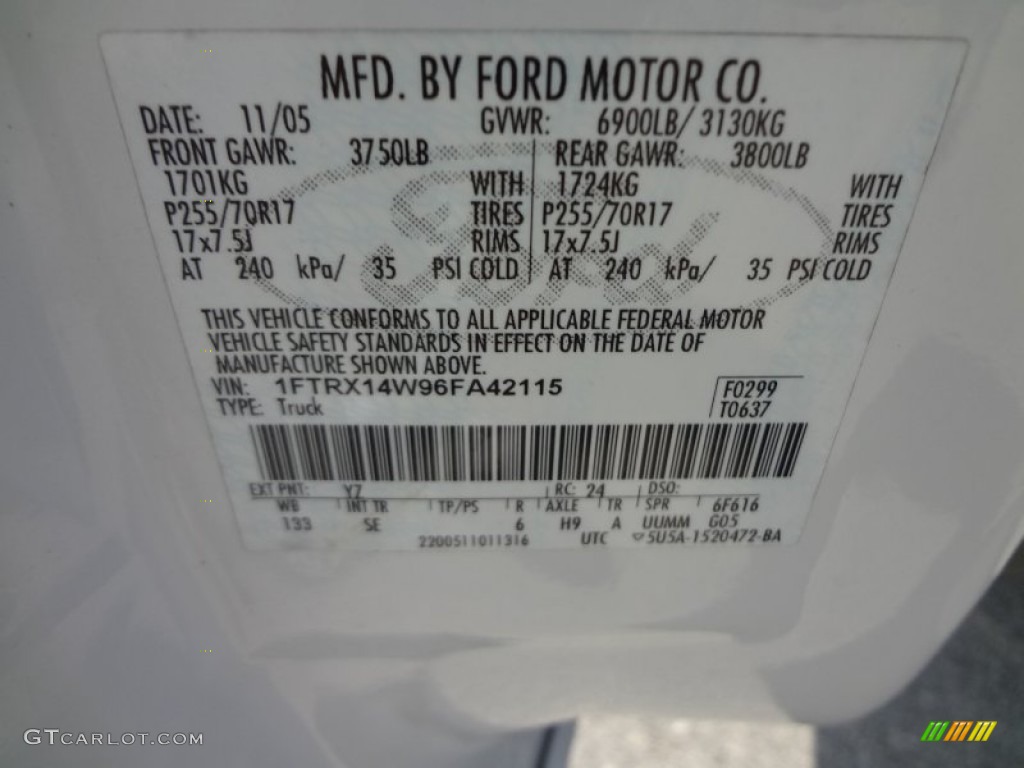 MFD. BY FORD MOTOR CO.
DATE: 11/05 GVWR: 6900LB/ 3130KG
FRONT GAWR: 3750LB REAR GAWR: 3800LB
1701KG WITH 1724KG WITH
P255/70R17 TIRES P255/70R17 TIRES
17x7.5J RIMS 17x7.5J RIMS
AT 240 kPa/ 35 PSI COLD AT 240 kPa/ 35 PSI COLD
THIS VEHICLE CONFORMS TO ALL APPLICABLE FEDERAL MOTOR
VEHICLE SAFETY STANDARDS IN EFFECT ON THE DATE OF
MANUFACTURE SHOWN ABOVE.
VIN: 1FTRX14W96FA42115 F0299
TYPE: Truck T0637
EXT PNT: YZ RC: 24 DSO:
WB INT TR TP/PS R AXLE TR SPR 6F616
133 SE 6 H9 A UUMM G05
2200511011316 UTC 5U5A-1520472-BA
Ford
GTCARLOT.COM